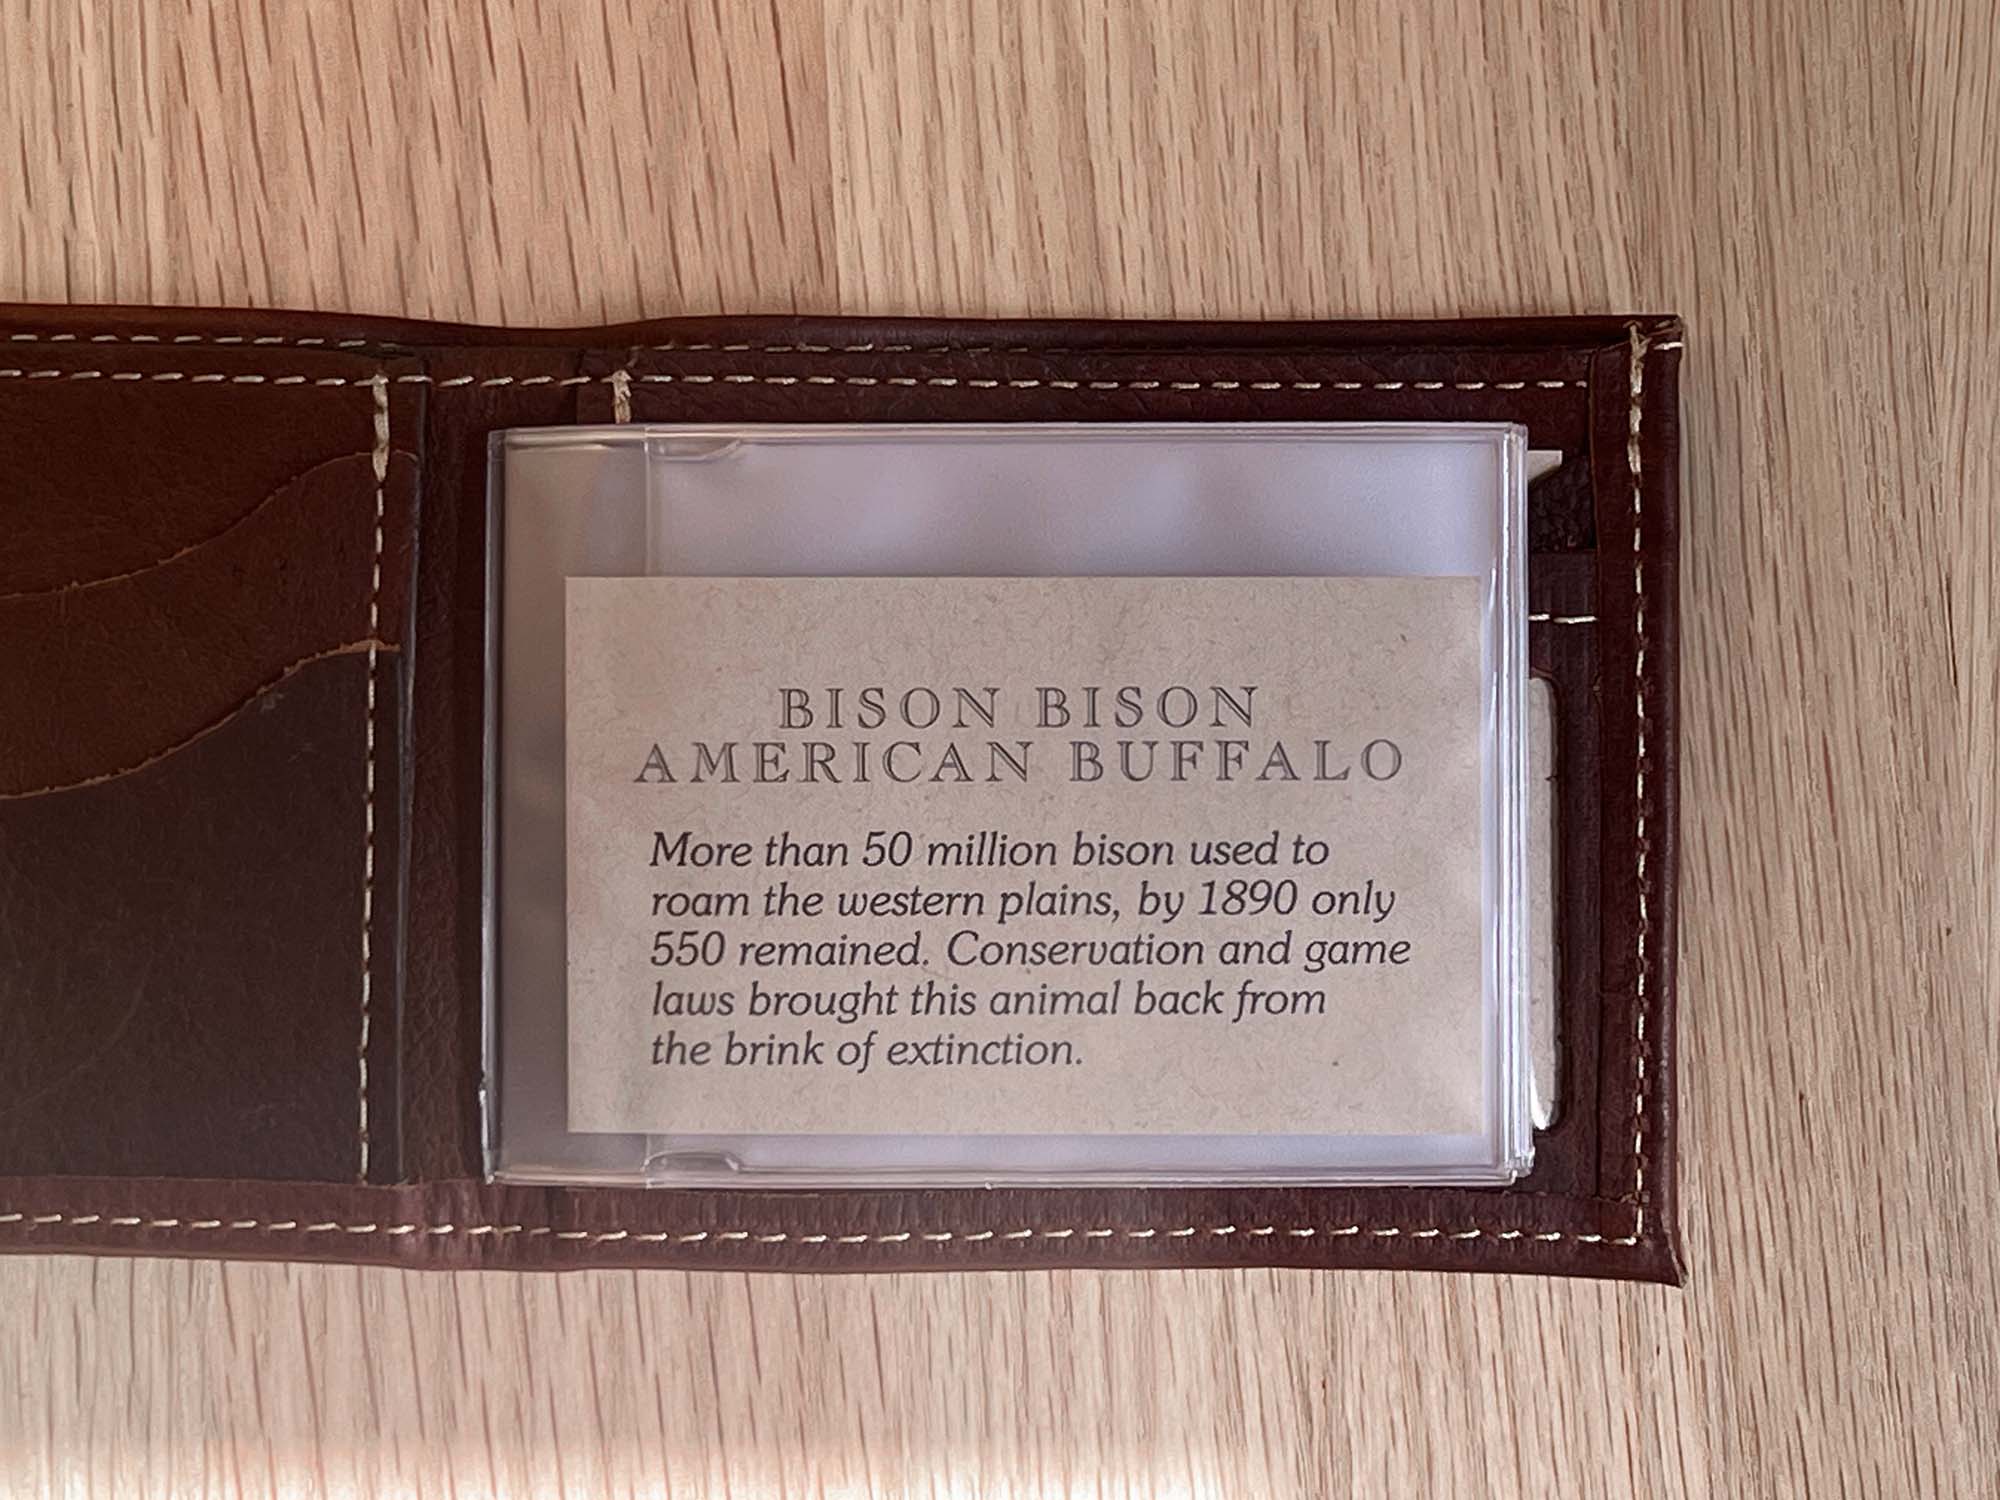 BISON BISON
AMERICAN BUFFALO
More than 50 million bison used to
roam the western plains, by 1890 only
550 remained. Conservation and game
laws brought this animal back from
the brink of extinction.